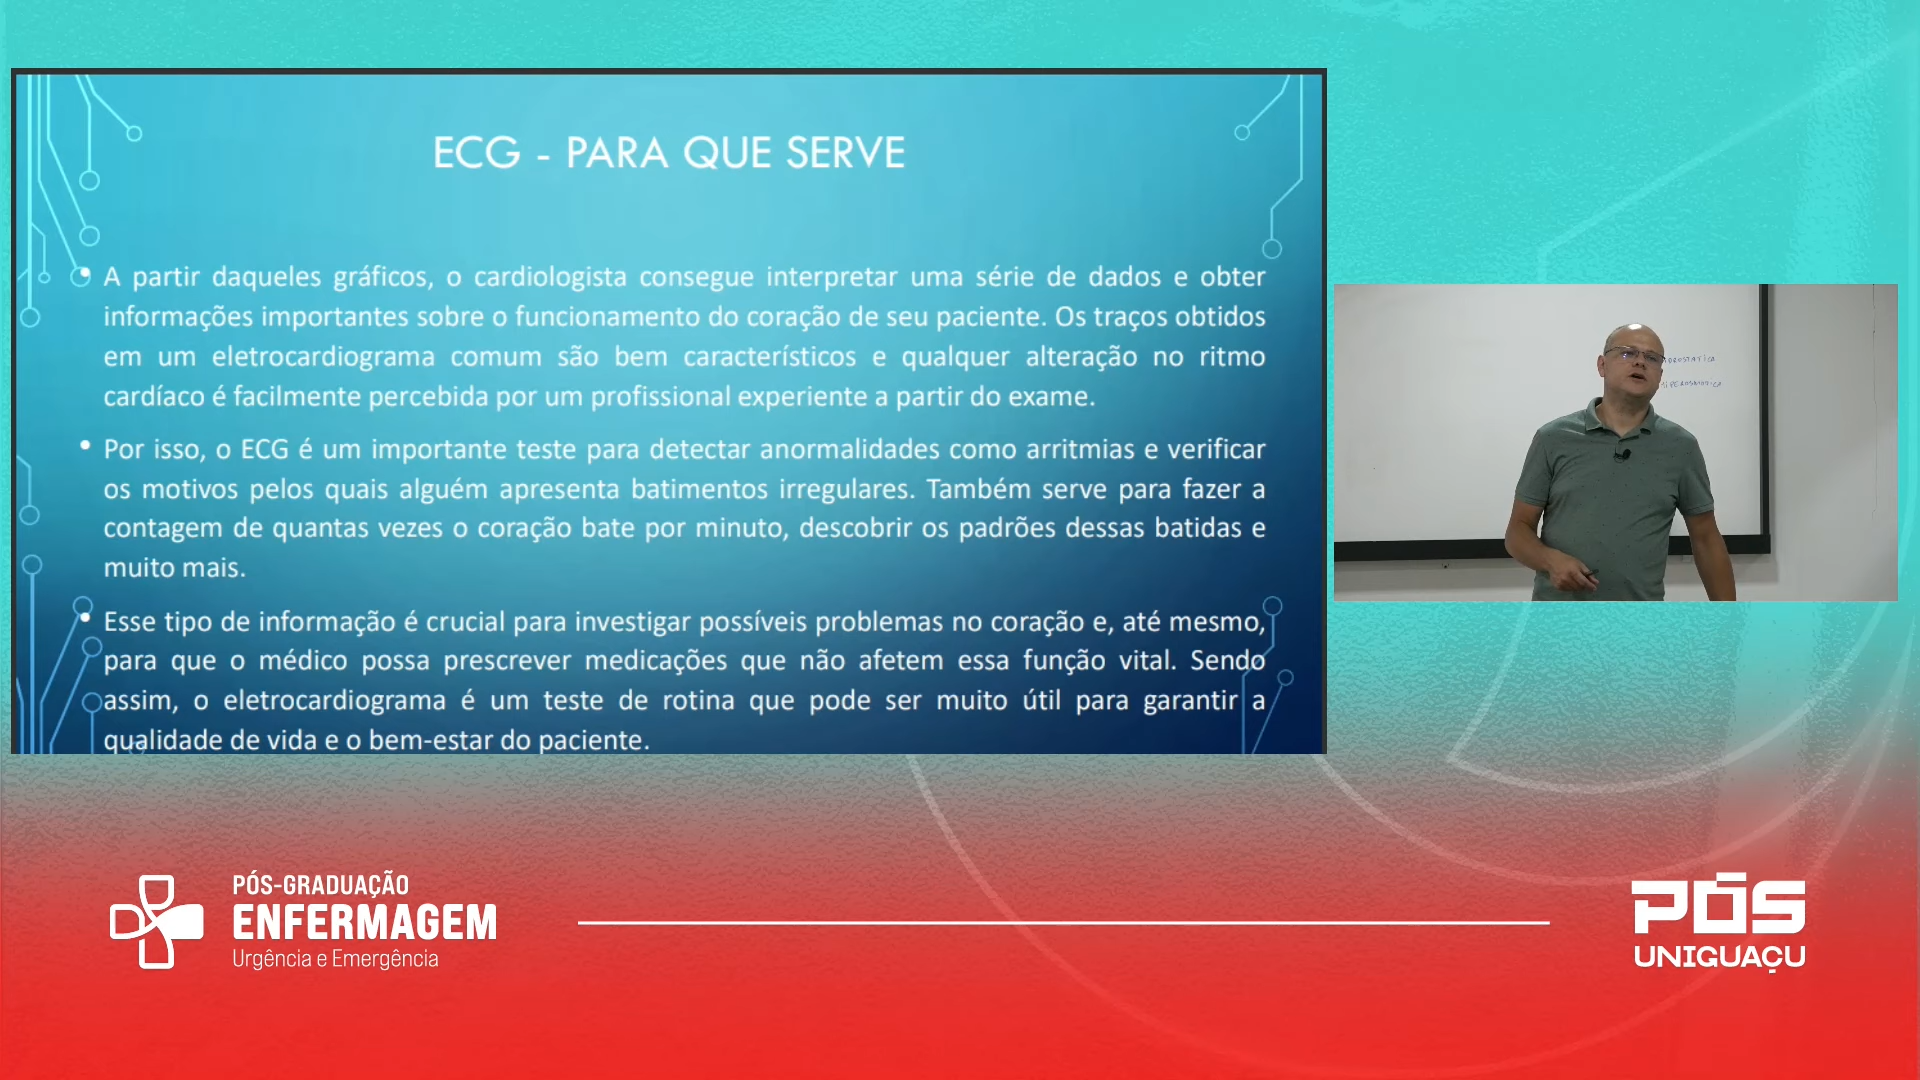 ECG - PARA QUE SERVE
• A partir daqueles gráficos, o cardiologista consegue interpretar uma série de dados e obter
informações importantes sobre o funcionamento do coração de seu paciente. Os traços obtidos
em um eletrocardiograma comum são bem característicos e qualquer alteração no ritmo
cardíaco é facilmente percebida por um profissional experiente a partir do exame.
• Por isso, o ECG é um importante teste para detectar anormalidades como arritmias e verificar
os motivos pelos quais alguém apresenta batimentos irregulares. Também serve para fazer a
contagem de quantas vezes o coração bate por minuto, descobrir os padrões dessas batidas e
muito mais.
• Esse tipo de informação é crucial para investigar possíveis problemas no coração e, até mesmo,
para que o médico possa prescrever medicações que não afetem essa função vital. Sendo
assim, o eletrocardiograma é um teste de rotina que pode ser muito útil para garantir a
qualidade de vida e o bem-estar do paciente.
PÓS-GRADUAÇÃO
ENFERMAGEM
Urgência e Emergência
PÓS
UNIGUAÇU